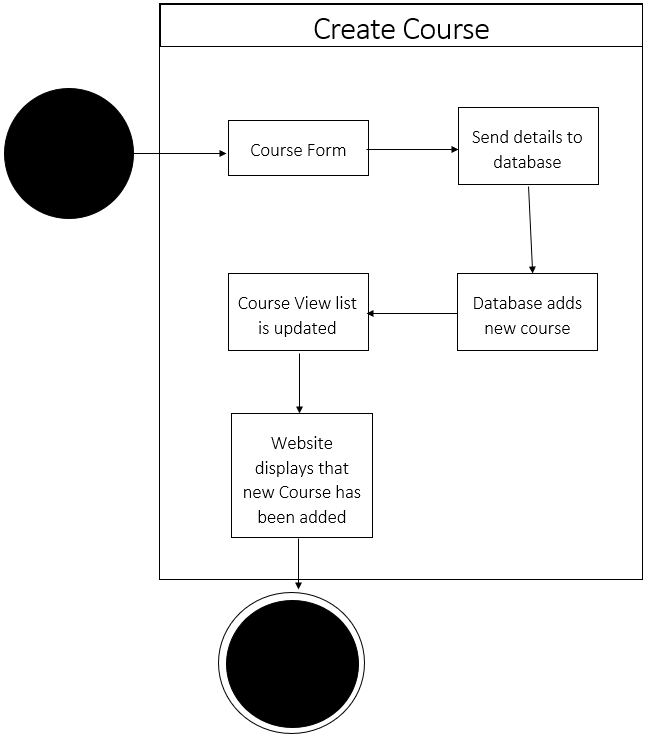 Create Course
Course Form
Send details to
database
Database adds
new course
Course View list
is updated
Website
displays that
new Course has
been added